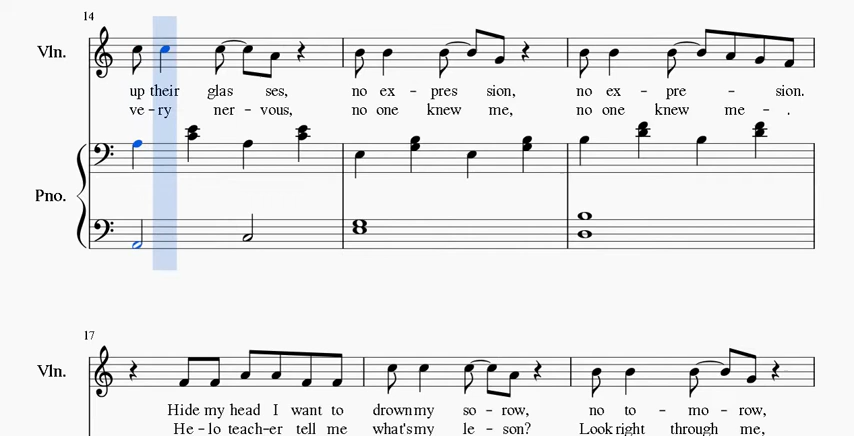 14
Vln.
up their glas ses, no ex - pres sion, no ex - pre - sion.
ve - ry ner - vous, no one knew me, no one knew me - .
Pno.
17
Vln.
Hide my head I want to drown my so - row, no to - mo - row,
He - lo teach-er tell me what's my le - son? Look right through me,